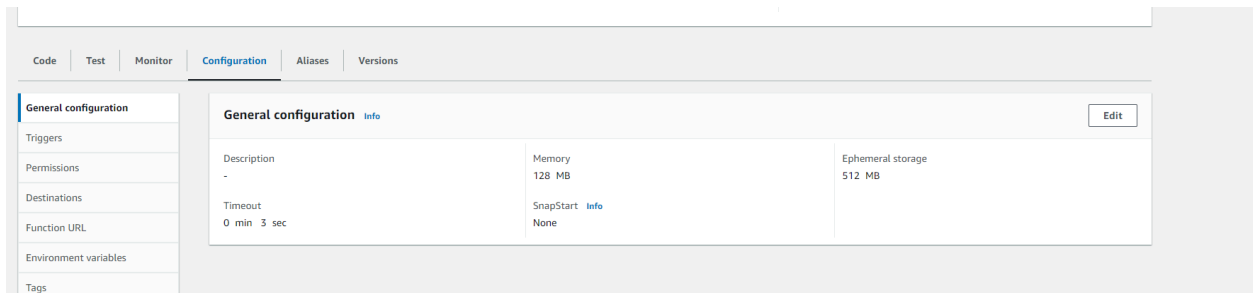 Code Test Monitor Configuration Aliases Versions
General configuration
Triggers
Permissions
Destinations
Function URL
Environment variables
Tags
General configuration Info Edit
Description Memory Ephemeral storage
- 128 MB 512 MB
Timeout SnapStart Info
0 min 3 sec None